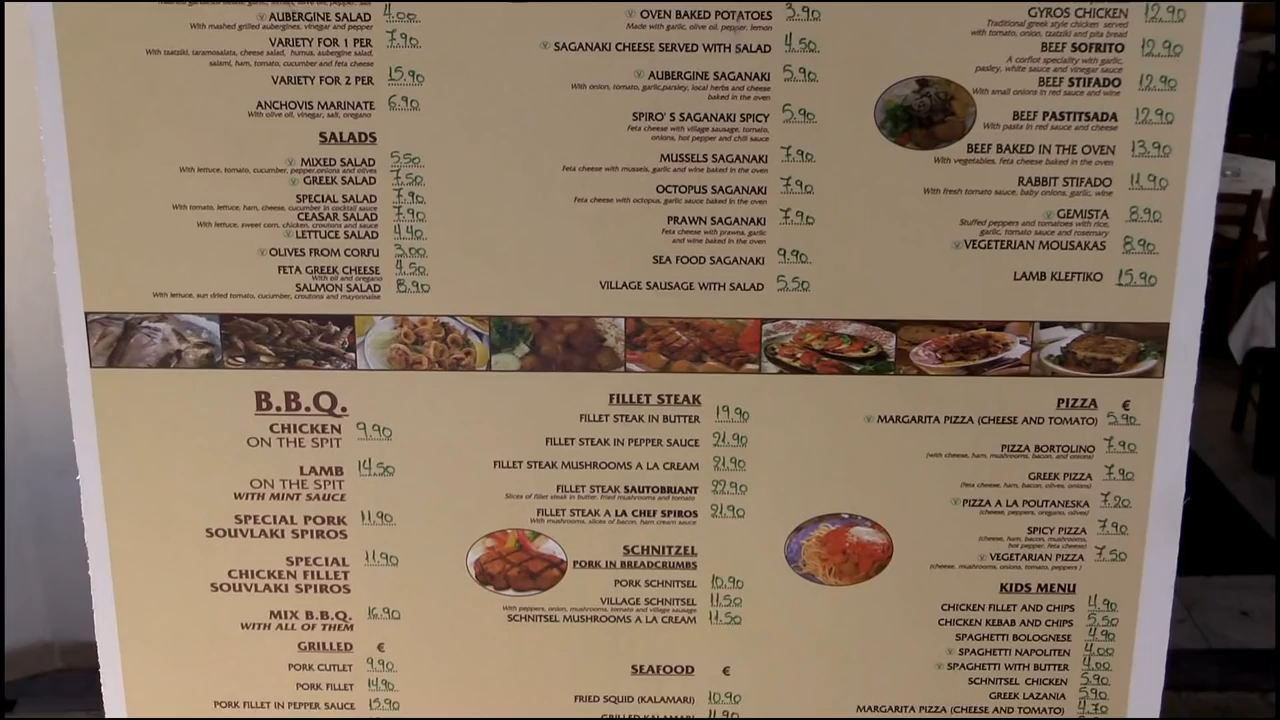 AUBERGINE SALAD 4.00
With mashed grilled aubergines, vinegar and pepper
VARIETY FOR 1 PER 7.90
With tzatziki, taramosalata, cheese salad, humus, aubergine salad,
salami, ham, tomato, cucumber and feta cheese
VARIETY FOR 2 PER 15.90
ANCHOVIS MARINATE 6.90
With olive oil, vinegar, salt, oregano
SALADS
MIXED SALAD 5.50
With lettuce, tomato, cucumber, pepper, onions and olives
GREEK SALAD 7.50
SPECIAL SALAD 7.90
With tomato, lettuce, ham, cheese, cucumber in cocktail sauce
CEASAR SALAD 7.90
With lettuce, sweet corn, chicken, croutons and sauce
LETTUCE SALAD 4.40
OLIVES FROM CORFU 3.00
FETA GREEK CHEESE 4.50
With oil and oregano
SALMON SALAD 8.90
With lettuce, sun dried tomato, cucumber, croutons and mayonnaise
OVEN BAKED POTATOES 3.90
Made with garlic, olive oil, pepper, lemon
SAGANAKI CHEESE SERVED WITH SALAD 4.50
AUBERGINE SAGANAKI 5.90
With onion, tomato, garlic,parsley, local herbs and cheese
baked in the oven
SPIRO' S SAGANAKI SPICY 5.90
Feta cheese with village sausage, tomato,
onions, hot pepper and chili sauce
MUSSELS SAGANAKI 7.90
Feta cheese with mussels, garlic and wine baked in the oven
OCTOPUS SAGANAKI 7.90
Feta cheese with octopus, garlic sauce baked in the oven
PRAWN SAGANAKI 7.90
Feta cheese with prawns, garlic
and wine baked in the oven
SEA FOOD SAGANAKI 9.90
VILLAGE SAUSAGE WITH SALAD 5.50
GYROS CHICKEN 12.90
Traditional greek style chicken served
with tomato, onion, tzatziki and pita bread
BEEF SOFRITO 12.90
A corfiot speciality with garlic,
pasley, white sauce and vinegar sauce
BEEF STIFADO 12.90
With small onions in red sauce and wine
BEEF PASTITSADA 12.90
With pasta in red sauce and cheese
BEEF BAKED IN THE OVEN 13.90
With vegetables, feta cheese baked in the oven
RABBIT STIFADO 11.90
With fresh tomato sauce, baby onions, garlic, wine
GEMISTA 8.90
Stuffed peppers and tomatoes with rice,
garlic, tomato sauce and rosemary
VEGETERIAN MOUSAKAS 8.90
LAMB KLEFTIKO 15.90
B.B.Q.
CHICKEN 9.90
ON THE SPIT
LAMB 14.50
ON THE SPIT
WITH MINT SAUCE
SPECIAL PORK 11.90
SOUVLAKI SPIROS
SPECIAL 11.90
CHICKEN FILLET
SOUVLAKI SPIROS
MIX B.B.Q. 16.90
WITH ALL OF THEM
GRILLED €
PORK CUTLET 9.90
PORK FILLET 14.90
PORK FILLET IN PEPPER SAUCE 15.90
FILLET STEAK
FILLET STEAK IN BUTTER 19.90
FILLET STEAK IN PEPPER SAUCE 21.90
FILLET STEAK MUSHROOMS A LA CREAM 21.90
FILLET STEAK SAUTOBRIANT 22.90
Slices of fillet steak in butter, fried mushrooms and tomato
FILLET STEAK A LA CHEF SPIROS 21.90
With mushrooms, slices of bacon, ham cream sauce
SCHNITZEL
PORK IN BREADCRUMBS
PORK SCHNITSEL 10.90
VILLAGE SCHNITSEL 11.50
With peppers, onion, mushrooms, tomato and village sausage
SCHNITSEL MUSHROOMS A LA CREAM 11.50
SEAFOOD €
FRIED SQUID (KALAMARI) 10.90
GRILLED KALAMARI 11.90
PIZZA €
MARGARITA PIZZA (CHEESE AND TOMATO) 5.90
PIZZA BORTOLINO 7.90
(with cheese, ham, mushrooms, bacon, and onions)
GREEK PIZZA 7.90
(feta cheese, ham, bacon, olives, onions)
PIZZA A LA POUTANESKA 7.20
(cheese, peppers, oregano, olives)
SPICY PIZZA 7.90
(cheese, ham, bacon, mushrooms,
hot pepper, feta cheese)
VEGETARIAN PIZZA 7.50
(cheese, mushrooms, onions, tomato, peppers )
KIDS MENU
CHICKEN FILLET AND CHIPS 4.90
CHICKEN KEBAB AND CHIPS 5.50
SPAGHETTI BOLOGNESE 4.90
SPAGHETTI NAPOLITEN 4.00
SPAGHETTI WITH BUTTER 4.00
SCHNITSEL CHICKEN 5.90
GREEK LAZANIA 5.90
MARGARITA PIZZA (CHEESE AND TOMATO) 4.70